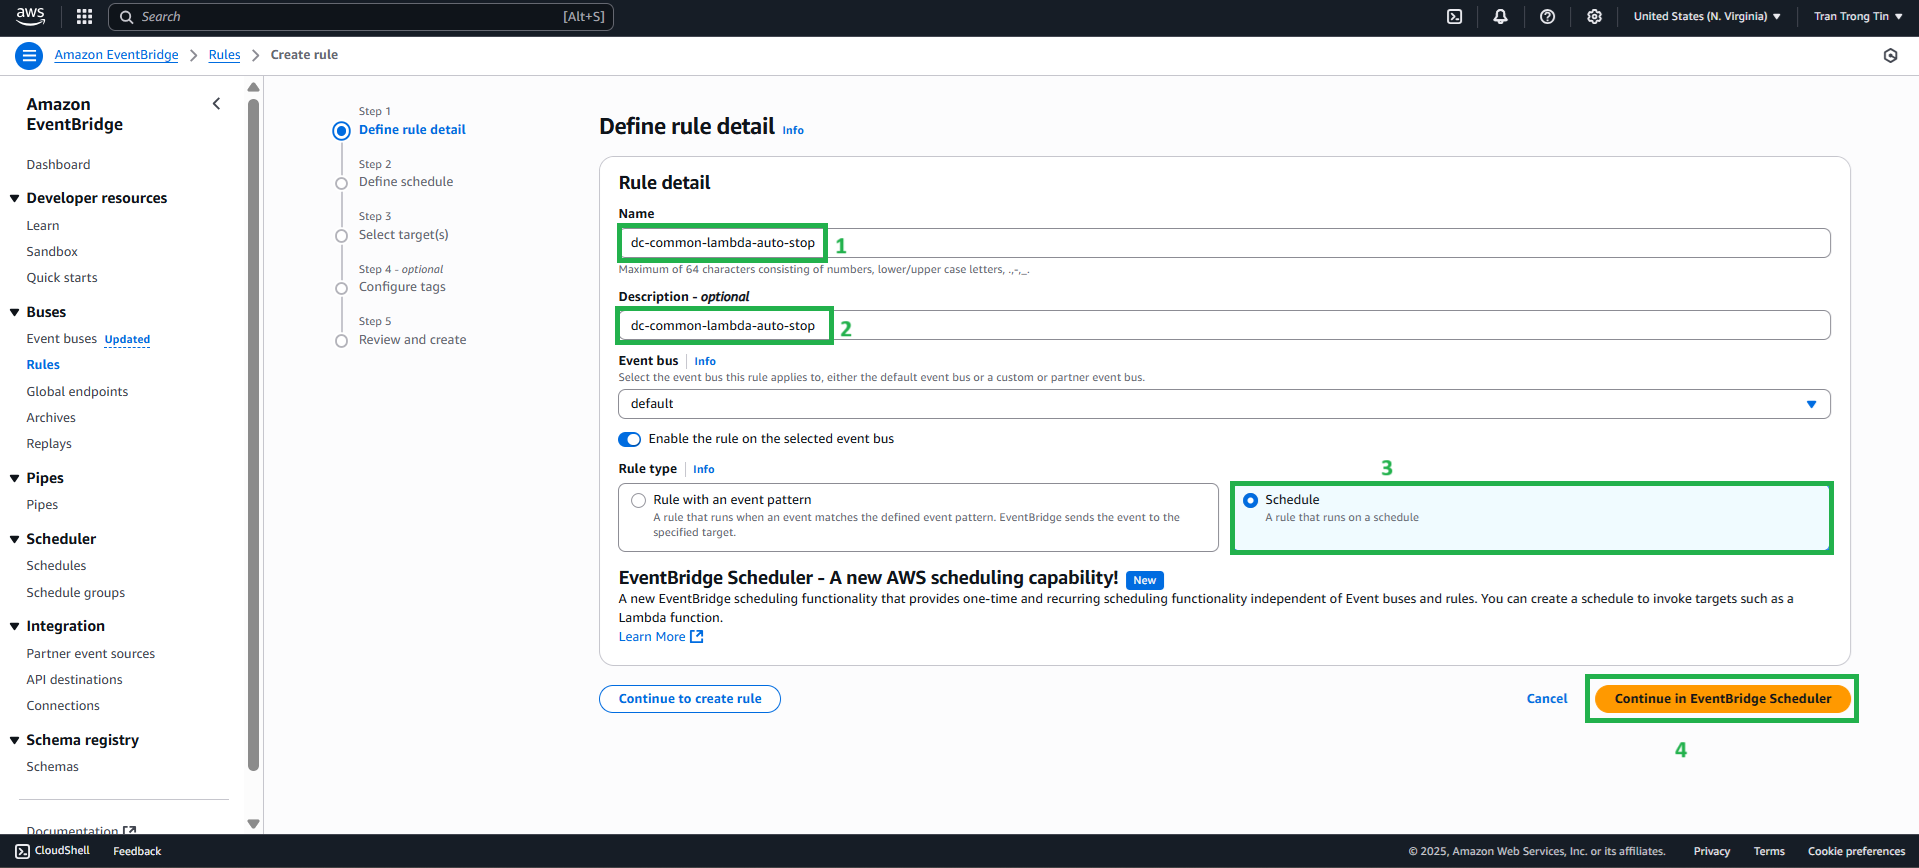 aws
Search [Alt+S]
United States (N. Virginia)
Tran Trong Tin
Amazon EventBridge
Rules
Create rule
Amazon
EventBridge
Dashboard
Developer resources
Learn
Sandbox
Quick starts
Buses
Event buses Updated
Rules
Global endpoints
Archives
Replays
Pipes
Pipes
Scheduler
Schedules
Schedule groups
Integration
Partner event sources
API destinations
Connections
Schema registry
Schemas
Documentation
Step 1
Define rule detail
Step 2
Define schedule
Step 3
Select target(s)
Step 4 - optional
Configure tags
Step 5
Review and create
Define rule detail Info
Rule detail
Name
dc-common-lambda-auto-stop 1
Maximum of 64 characters consisting of numbers, lower/upper case letters, .,-,_.
Description - optional
dc-common-lambda-auto-stop 2
Event bus Info
Select the event bus this rule applies to, either the default event bus or a custom or partner event bus.
default
Enable the rule on the selected event bus
Rule type Info
3
Rule with an event pattern
A rule that runs when an event matches the defined event pattern. EventBridge sends the event to the
specified target.
Schedule
A rule that runs on a schedule
EventBridge Scheduler - A new AWS scheduling capability! New
A new EventBridge scheduling functionality that provides one-time and recurring scheduling functionality independent of Event buses and rules. You can create a schedule to invoke targets such as a
Lambda function.
Learn More
Continue to create rule
Cancel
Continue in EventBridge Scheduler
4
CloudShell
Feedback
© 2025, Amazon Web Services, Inc. or its affiliates.
Privacy
Terms
Cookie preferences